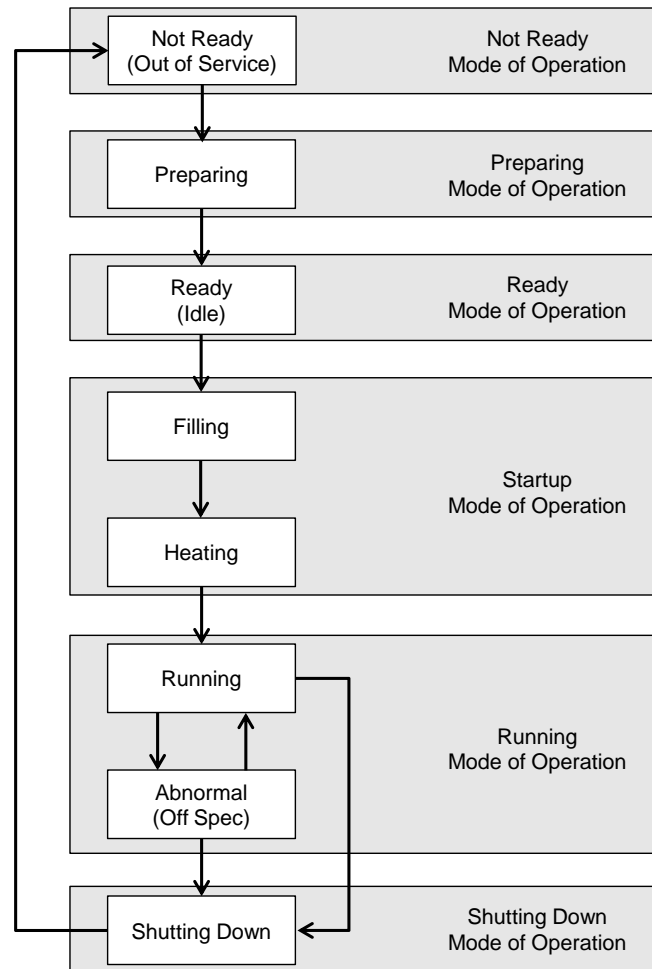 Not Ready
(Out of Service)
Not Ready
Mode of Operation
Preparing
Preparing
Mode of Operation
Ready
(Idle)
Ready
Mode of Operation
Filling
Heating
Startup
Mode of Operation
Running
Abnormal
(Off Spec)
Running
Mode of Operation
Shutting Down
Shutting Down
Mode of Operation